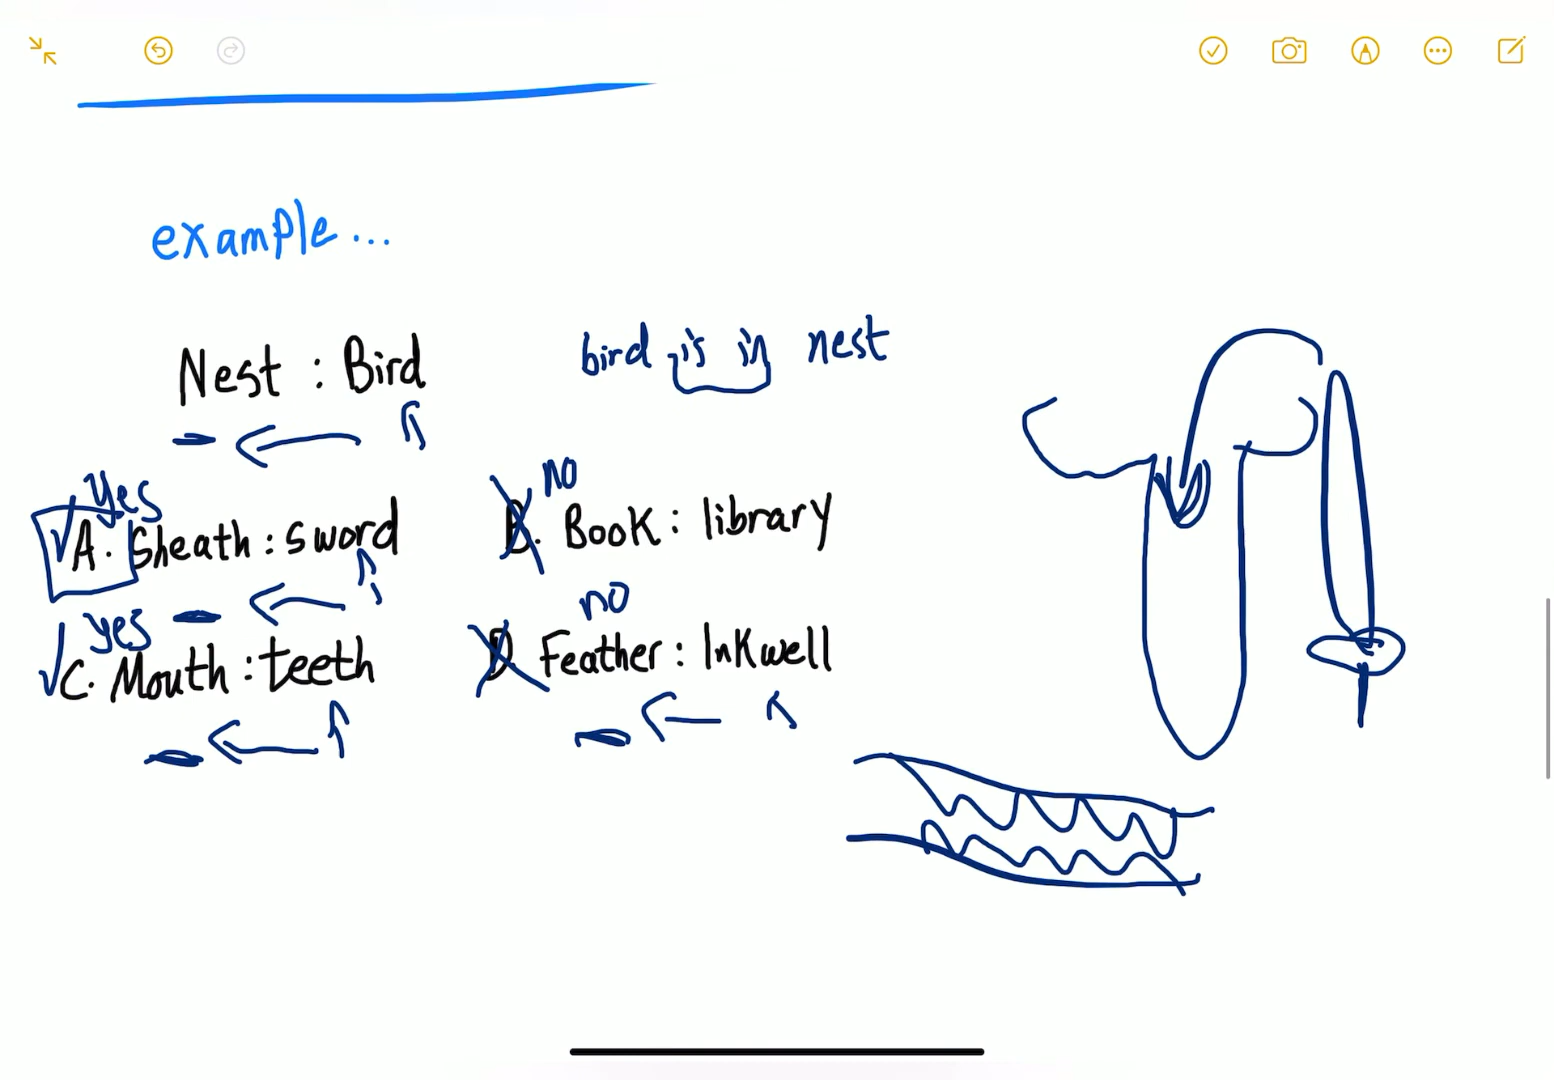 example...
Nest : Bird
bird is in nest
yes
A. Sheath : sword
no
B. Book : library
yes
C. Mouth : teeth
no
D Feather : Inkwell